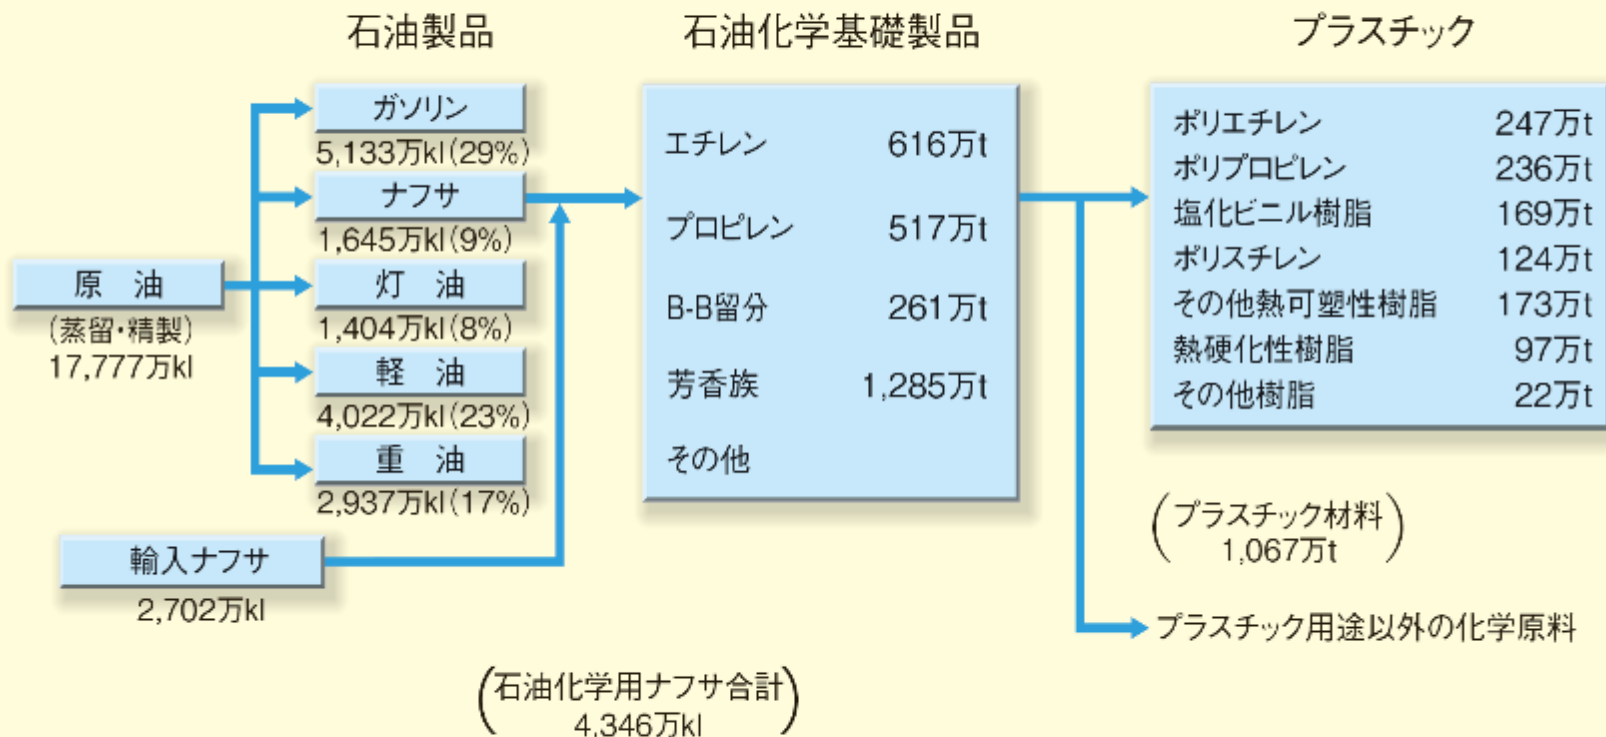 石油製品
石油化学基礎製品
プラスチック
原 油
(蒸留・精製)
17,777万kl
ガソリン
5,133万kl(29%)
ナフサ
1,645万kl(9%)
灯 油
1,404万kl(8%)
軽 油
4,022万kl(23%)
重 油
2,937万kl(17%)
輸入ナフサ
2,702万kl
エチレン 616万t
プロピレン 517万t
B-B留分 261万t
芳香族 1,285万t
その他
ポリエチレン 247万t
ポリプロピレン 236万t
塩化ビニル樹脂 169万t
ポリスチレン 124万t
その他熱可塑性樹脂 173万t
熱硬化性樹脂 97万t
その他樹脂 22万t
(プラスチック材料
1,067万t)
プラスチック用途以外の化学原料
(石油化学用ナフサ合計
4,346万kl)